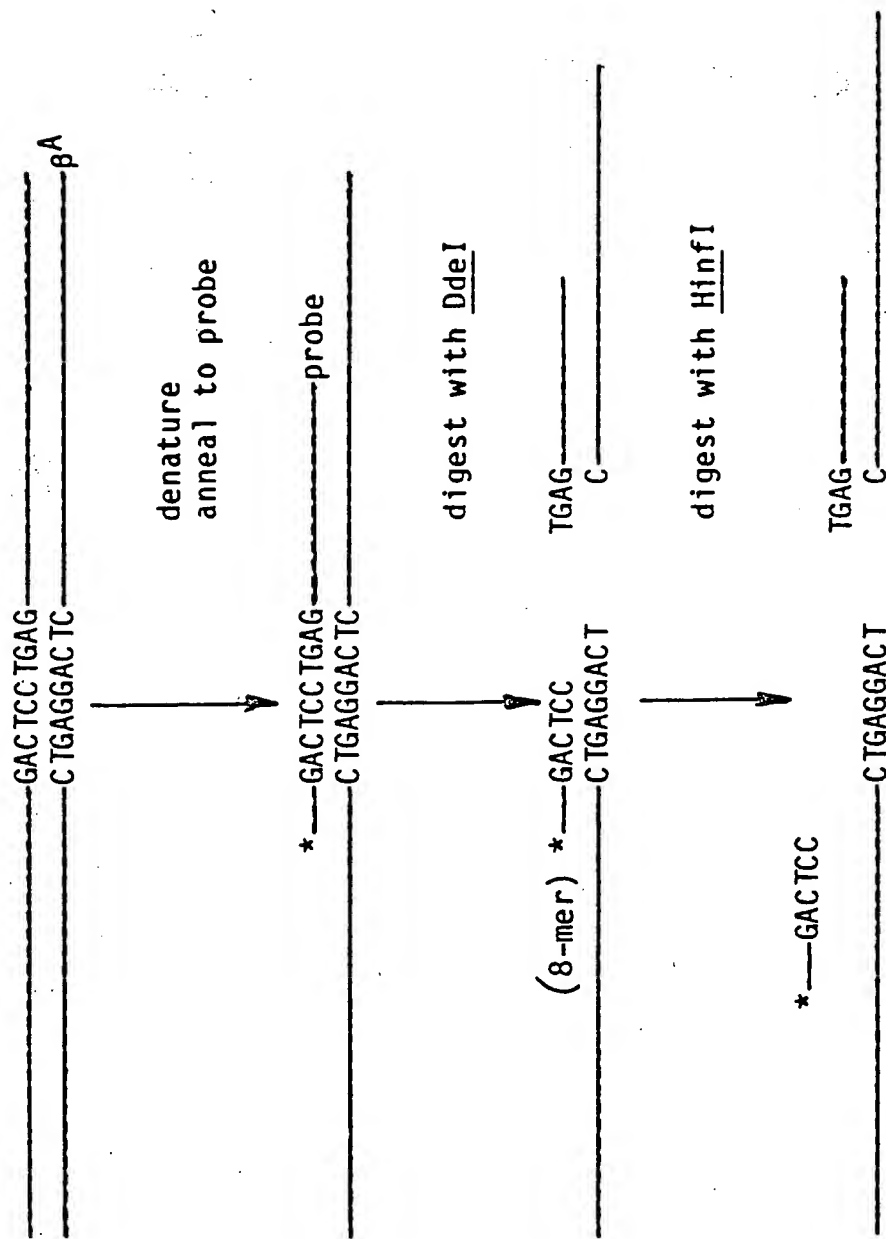 GACTCCTGAG
CTGAGGACTC βA
denature
anneal to probe
* GACTCCTGAG probe
CTGAGGACTC
digest with DdeI
(8-mer) * GACTCC TGAG
CTGAGGACT C
digest with HinfI
* GACTCC TGAG
CTGAGGACT C